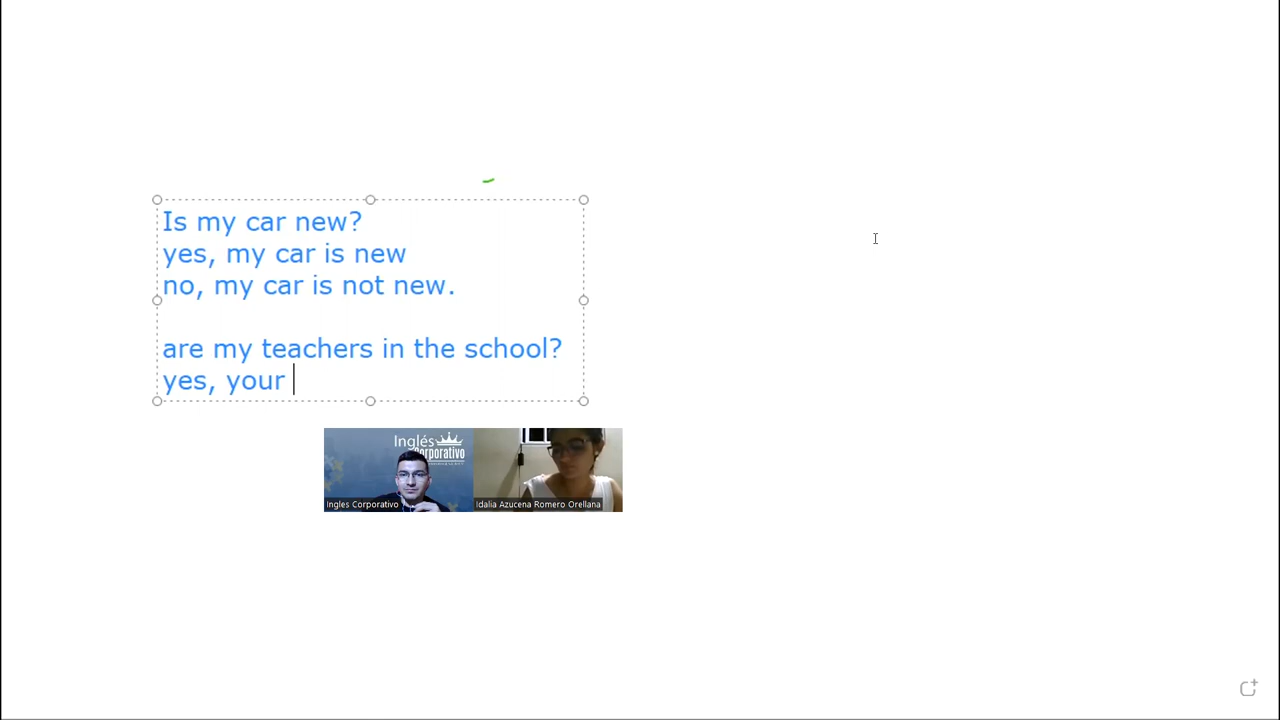 Is my car new?
yes, my car is new
no, my car is not new.
are my teachers in the school?
yes, your
Inglés
Corporativo
Ingles Corporativo
Idalia Azucena Romero Orellana